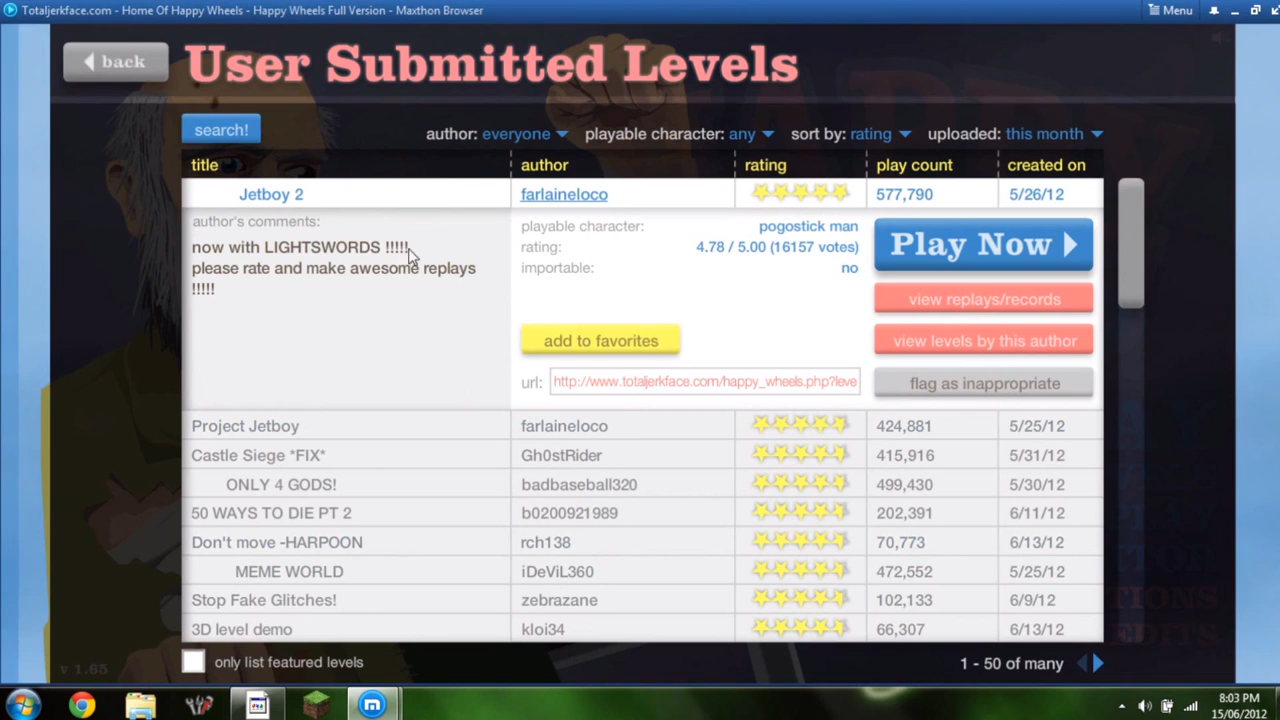 Totaljerkface.com - Home Of Happy Wheels - Happy Wheels Full Version - Maxthon Browser
Menu
back
User Submitted Levels
search!
author: everyone
playable character: any
sort by: rating
uploaded: this month
title author rating play count created on
Jetboy 2 farlaineloco 577,790 5/26/12
author's comments:
now with LIGHTSWORDS !!!!!
please rate and make awesome replays
!!!!!
playable character: pogostick man
rating: 4.78 / 5.00 (16157 votes)
importable: no
add to favorites
url: http://www.totaljerkface.com/happy_wheels.php?leve
Play Now
view replays/records
view levels by this author
flag as inappropriate
Project Jetboy farlaineloco 424,881 5/25/12
Castle Siege *FIX* Gh0stRider 415,916 5/31/12
ONLY 4 GODS! badbaseball320 499,430 5/30/12
50 WAYS TO DIE PT 2 b0200921989 202,391 6/11/12
Don't move -HARPOON rch138 70,773 6/13/12
MEME WORLD iDeViL360 472,552 5/25/12
Stop Fake Glitches! zebrazane 102,133 6/9/12
3D level demo kloi34 66,307 6/13/12
only list featured levels
1 - 50 of many
v 1.65
8:03 PM
15/06/2012